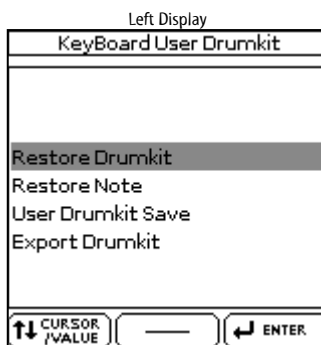 Left Display
KeyBoard User Drumkit
Restore Drumkit
Restore Note
User Drumkit Save
Export Drumkit
CURSOR
/VALUE
ENTER